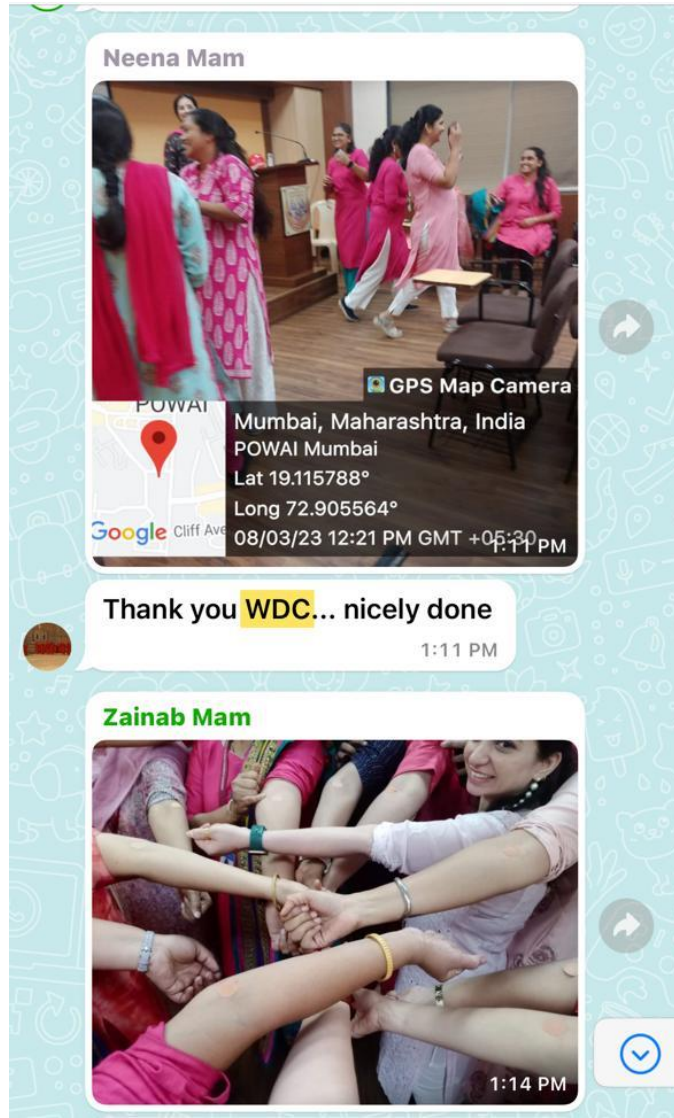 Neena Mam
GPS Map Camera
POWAI
Mumbai, Maharashtra, India
POWAI Mumbai
Lat 19.115788°
Long 72.905564°
Google Cliff Ave
08/03/23 12:21 PM GMT +05:30
1:11 PM
Thank you WDC... nicely done
1:11 PM
Zainab Mam
1:14 PM